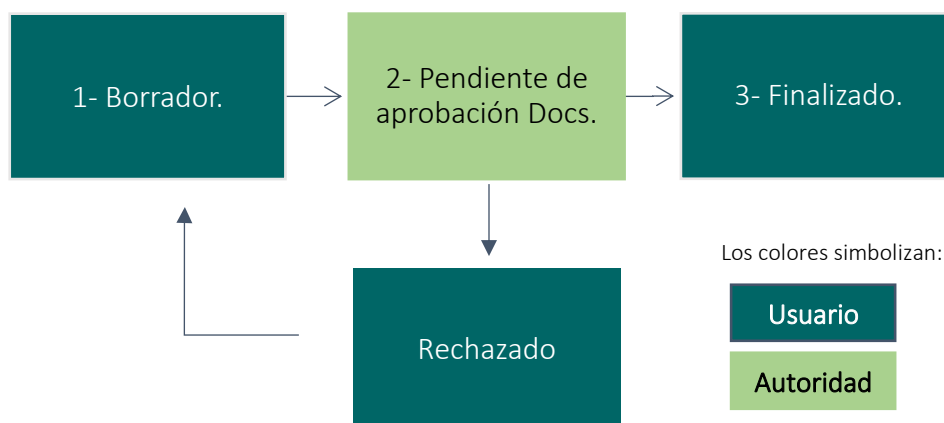 1- Borrador.
2- Pendiente de
aprobación Docs.
3- Finalizado.
Rechazado
Los colores simbolizan:
Usuario
Autoridad